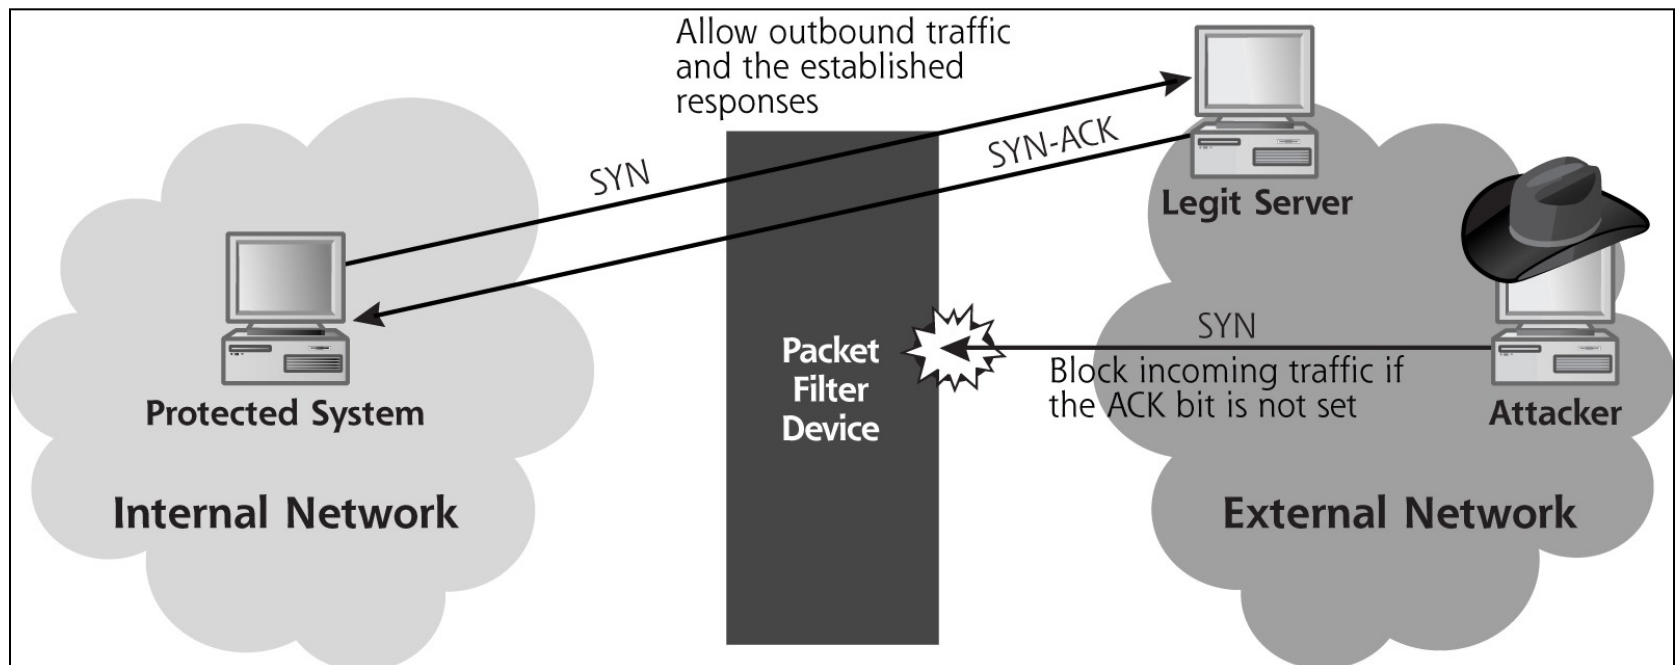 Allow outbound traffic
and the established
responses
SYN
SYN-ACK
Legit Server
Protected System
Packet
Filter
Device
SYN
Block incoming traffic if
the ACK bit is not set
Attacker
Internal Network
External Network